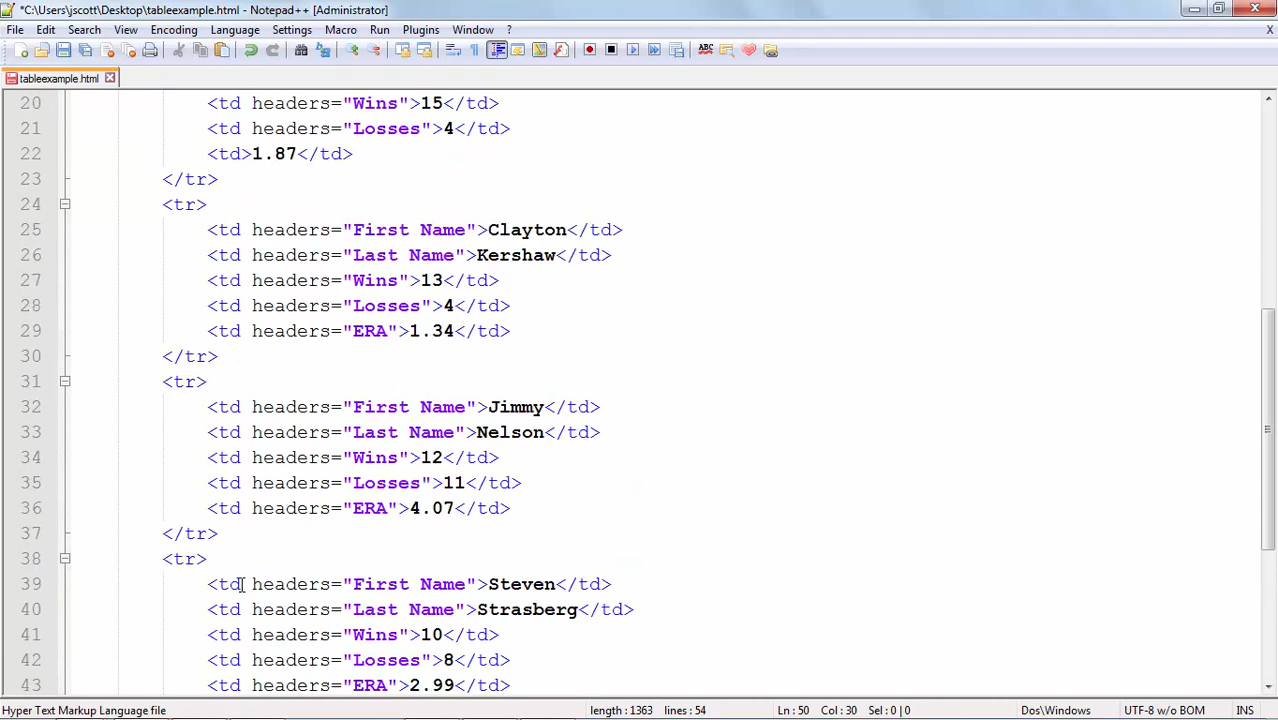 *C:\Users\jscott\Desktop\tableexample.html - Notepad++ [Administrator]
File Edit Search View Encoding Language Settings Macro Run Plugins Window ? X
tableexample.html
20 <td headers="Wins">15</td>
21 <td headers="Losses">4</td>
22 <td>1.87</td>
23 </tr>
24 <tr>
25 <td headers="First Name">Clayton</td>
26 <td headers="Last Name">Kershaw</td>
27 <td headers="Wins">13</td>
28 <td headers="Losses">4</td>
29 <td headers="ERA">1.34</td>
30 </tr>
31 <tr>
32 <td headers="First Name">Jimmy</td>
33 <td headers="Last Name">Nelson</td>
34 <td headers="Wins">12</td>
35 <td headers="Losses">11</td>
36 <td headers="ERA">4.07</td>
37 </tr>
38 <tr>
39 <td headers="First Name">Steven</td>
40 <td headers="Last Name">Strasberg</td>
41 <td headers="Wins">10</td>
42 <td headers="Losses">8</td>
43 <td headers="ERA">2.99</td>
Hyper Text Markup Language file length : 1363 lines : 54 Ln : 50 Col : 30 Sel : 0 | 0 Dos\Windows UTF-8 w/o BOM INS